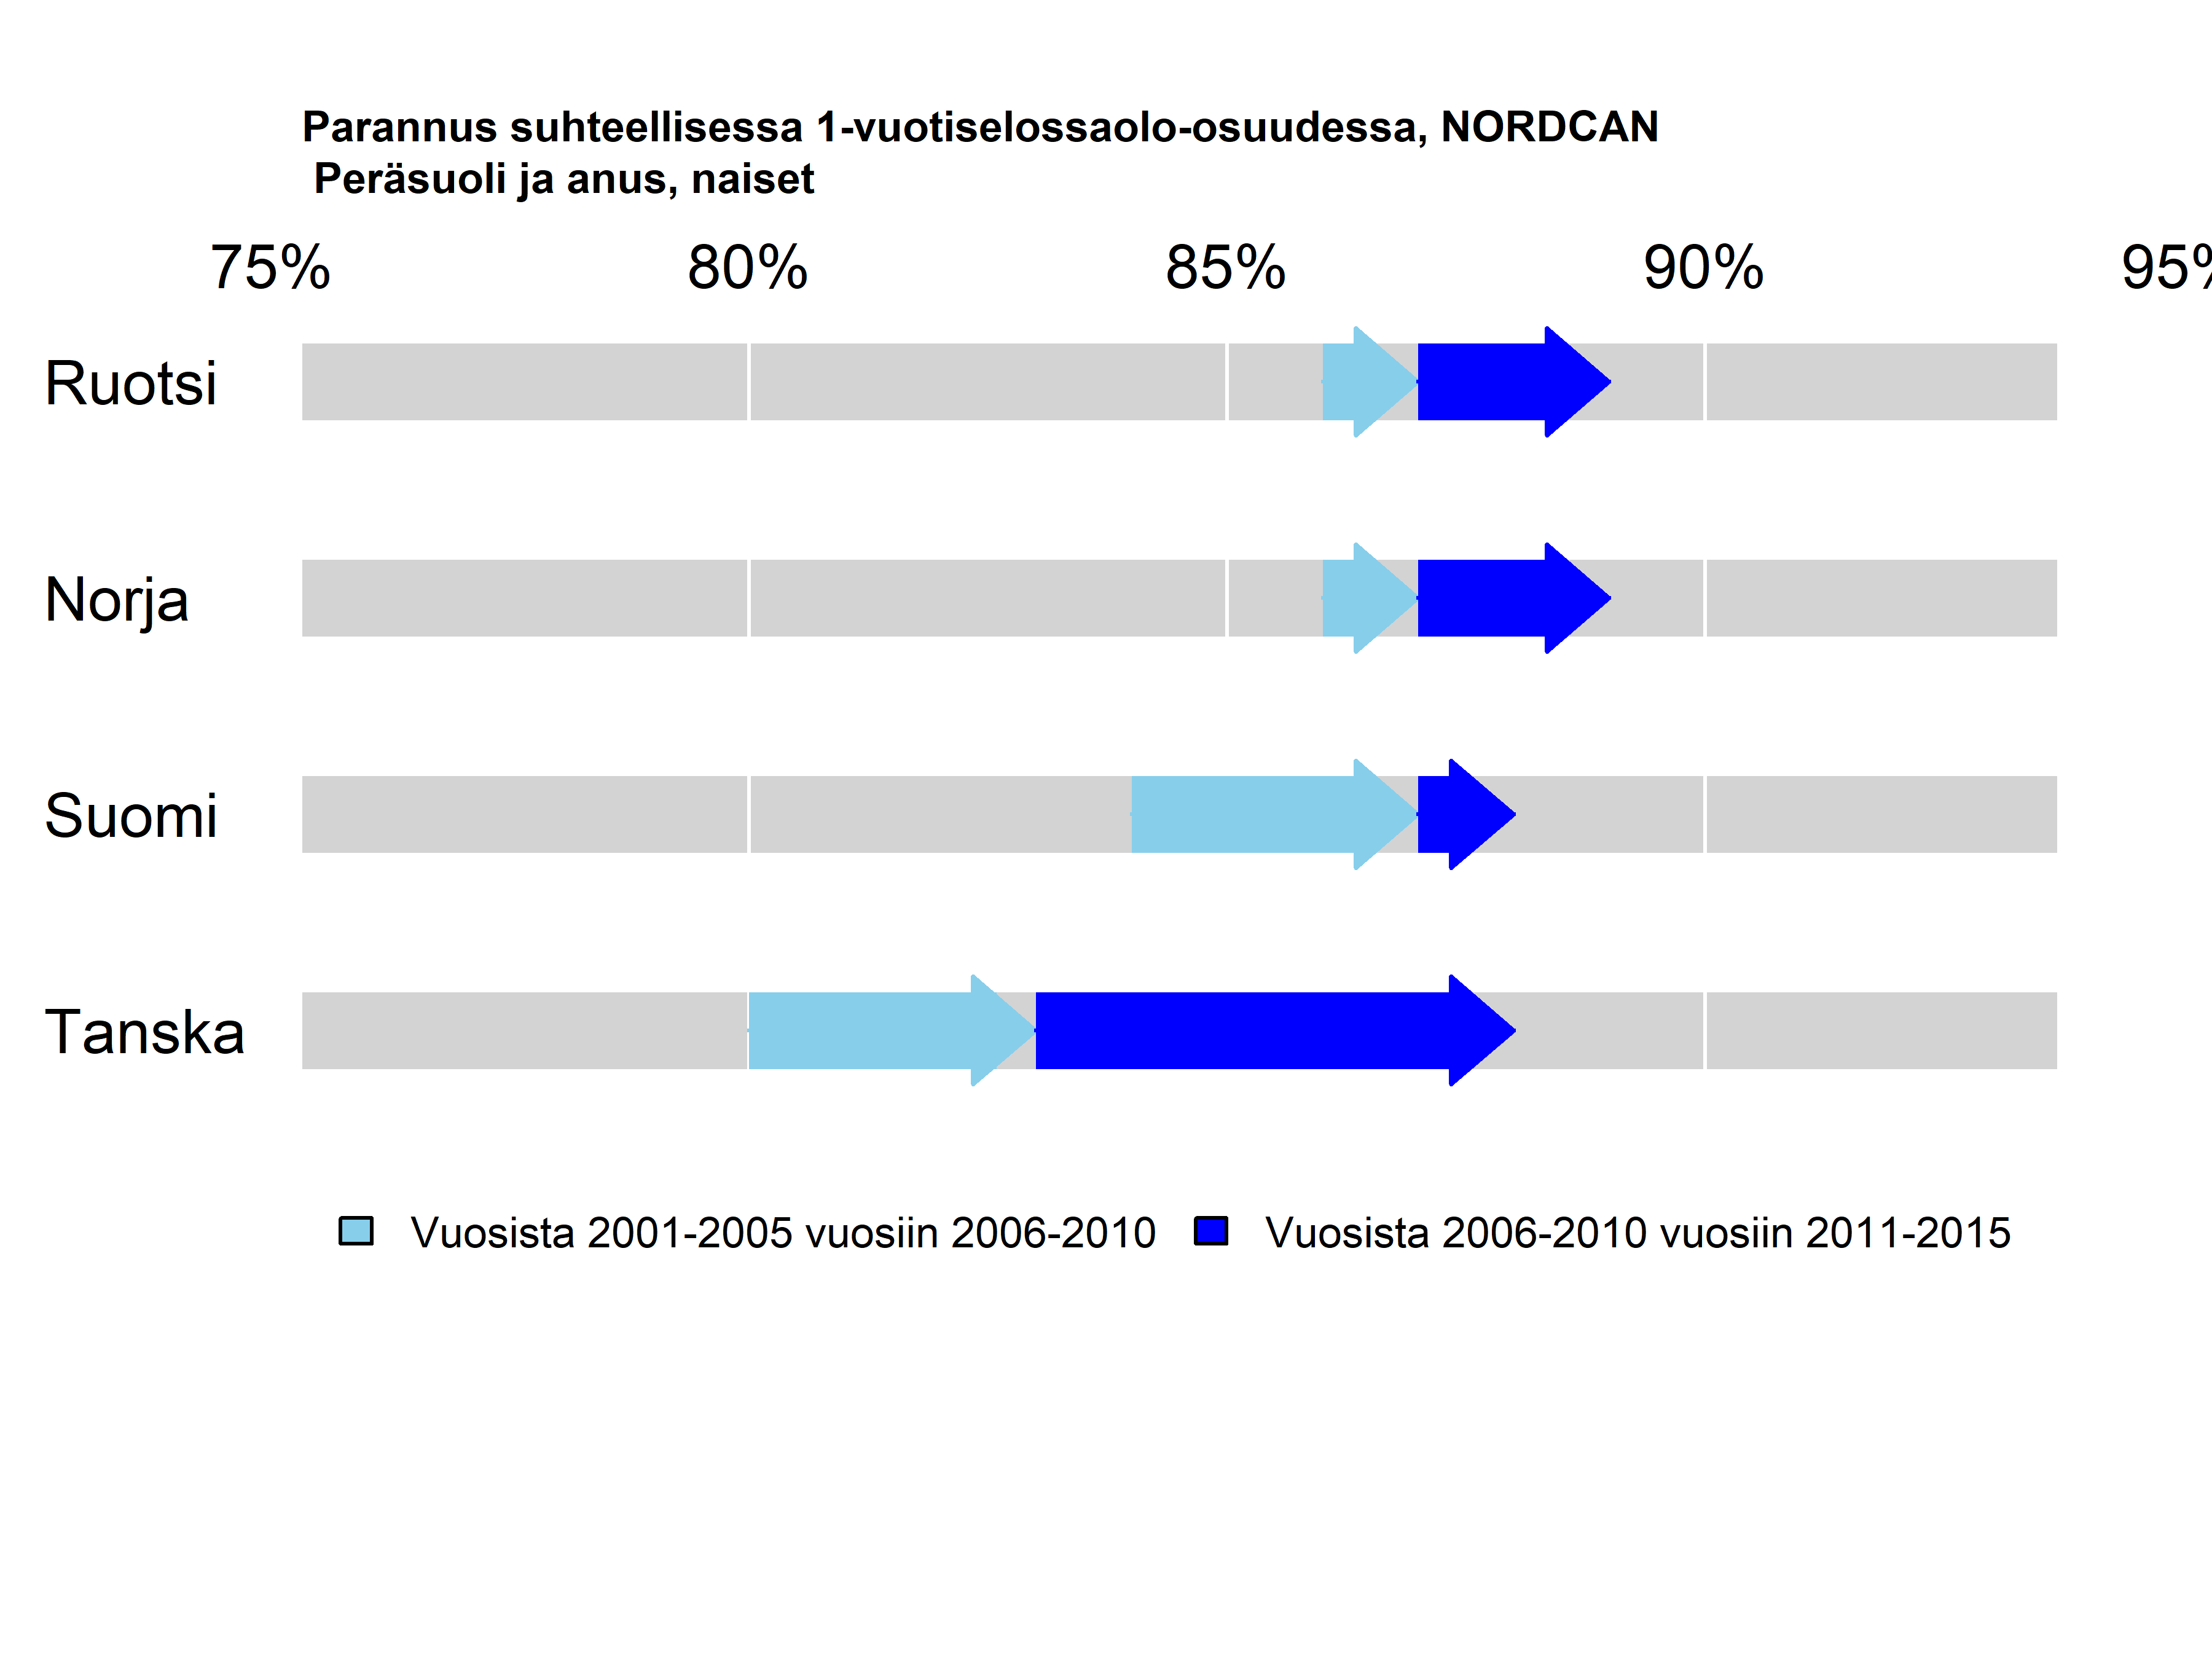 Parannus suhteellisessa 1-vuotiselossaolo-osuudessa, NORDCAN
Peräsuoli ja anus, naiset
75% 80% 85% 90% 95%
Ruotsi
Norja
Suomi
Tanska
Vuosista 2001-2005 vuosiin 2006-2010 Vuosista 2006-2010 vuosiin 2011-2015